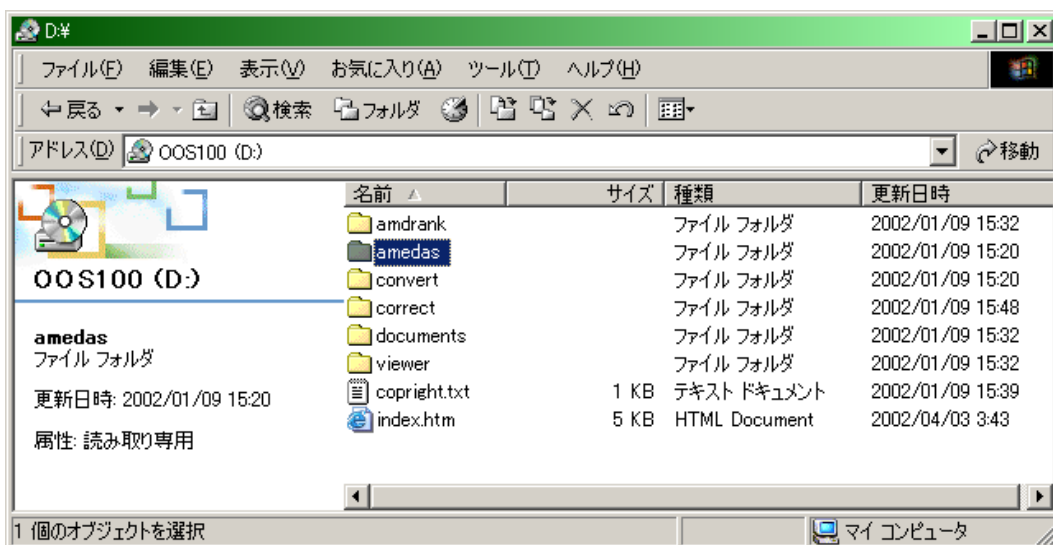 D:¥
ファイル(F) 編集(E) 表示(V) お気に入り(A) ツール(T) ヘルプ(H)
戻る 検索 フォルダ
アドレス(D) OOS100 (D:) 移動
名前 サイズ 種類 更新日時
amdrank ファイル フォルダ 2002/01/09 15:32
amedas ファイル フォルダ 2002/01/09 15:20
convert ファイル フォルダ 2002/01/09 15:20
correct ファイル フォルダ 2002/01/09 15:48
documents ファイル フォルダ 2002/01/09 15:32
viewer ファイル フォルダ 2002/01/09 15:32
copright.txt 1 KB テキスト ドキュメント 2002/01/09 15:39
index.htm 5 KB HTML Document 2002/04/03 3:43
OOS100 (D:)
amedas
ファイル フォルダ
更新日時: 2002/01/09 15:20
属性: 読み取り専用
1 個のオブジェクトを選択 マイ コンピュータ